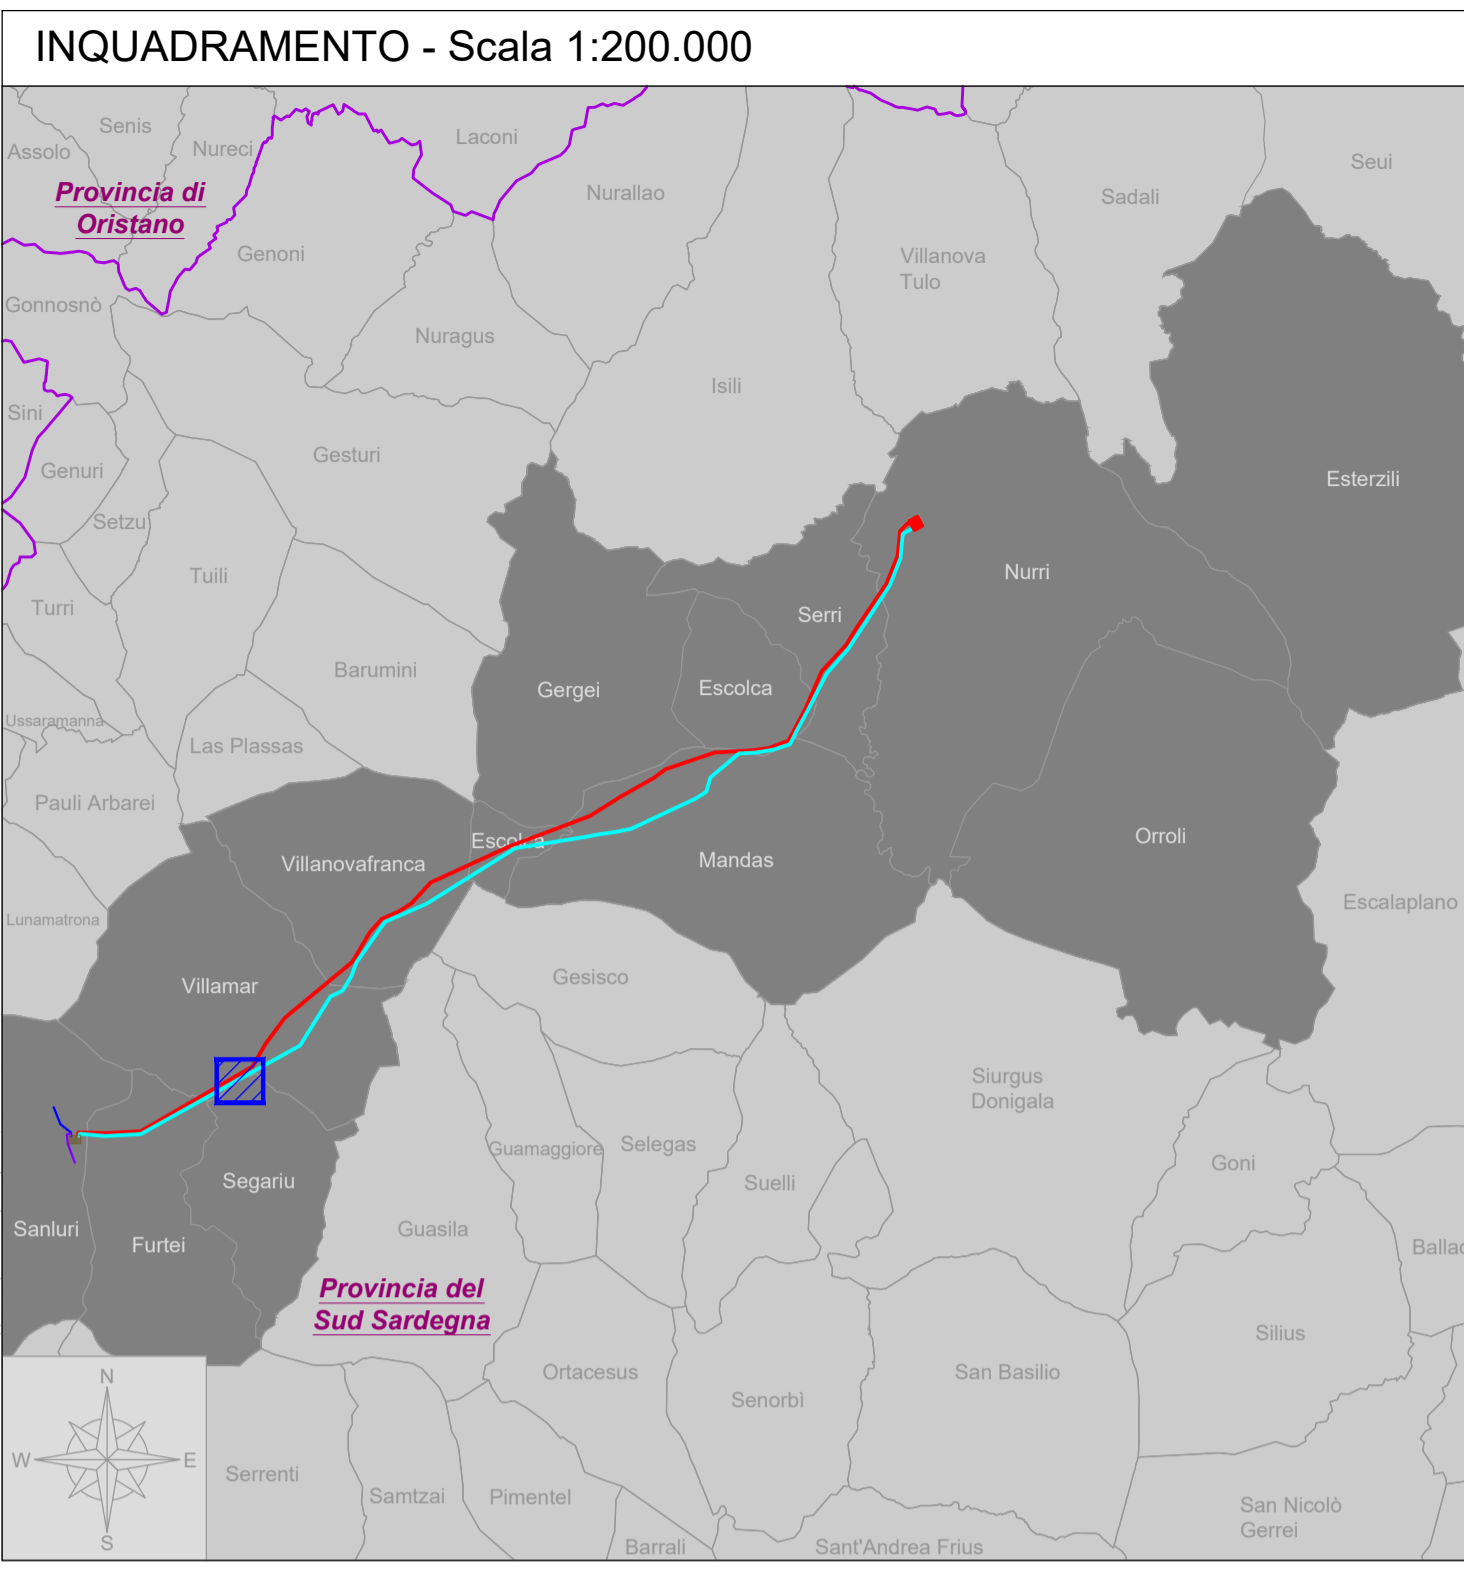 INQUADRAMENTO - Scala 1:200.000
Senis
Assolo
Nureci
Laconi
Seui
Provincia di
Oristano
Nurallao
Sadali
Genoni
Villanova
Tulo
Gonnosnò
Nuragus
Isili
Sini
Gesturi
Genuri
Esterzili
Setzu
Tuili
Nurri
Turri
Serri
Barumini
Gergei
Escolca
Ussaramanna
Las Plassas
Pauli Arbarei
Escolca
Orroli
Villanovafranca
Mandas
Lunamatrona
Escalaplano
Villamar
Gesisco
Siurgus
Donigala
Guamaggiore
Selegas
Goni
Segariu
Suelli
Sanluri
Guasila
Furtei
Ballao
Provincia del
Sud Sardegna
Silius
Ortacesus
San Basilio
Senorbì
N
W
E
S
Serrenti
Samtzai
Pimentel
San Nicolò
Gerrei
Barrali
Sant'Andrea Frius